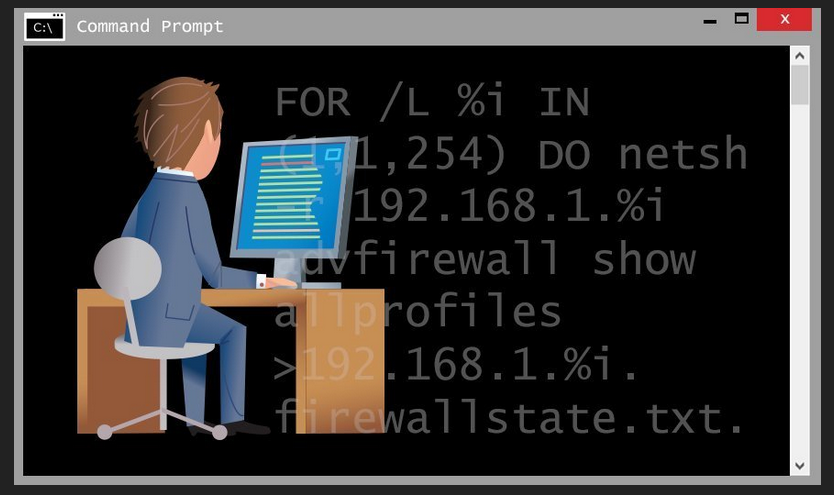 C:\ Command Prompt
X
FOR /L %i IN
(1,1,254) DO netsh
-r 192.168.1.%i
advfirewall show
allprofiles
>192.168.1.%i.
firewallstate.txt.